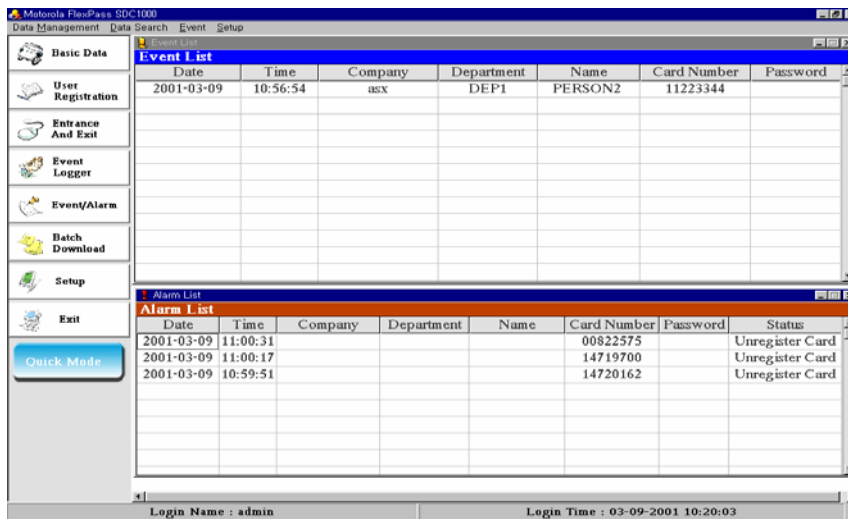 Motorola FlexPass SDC1000
Data Management Data Search Event Setup
Basic Data
User Registration
Entrance And Exit
Event Logger
Event/Alarm
Batch Download
Setup
Exit
Quick Mode
Event List
Event List
Date Time Company Department Name Card Number Password
2001-03-09 10:56:54 asx DEP1 PERSON2 11223344
Alarm List
Alarm List
Date Time Company Department Name Card Number Password Status
2001-03-09 11:00:31 00822575 Unregister Card
2001-03-09 11:00:17 14719700 Unregister Card
2001-03-09 10:59:51 14720162 Unregister Card
Login Name : admin Login Time : 03-09-2001 10:20:03